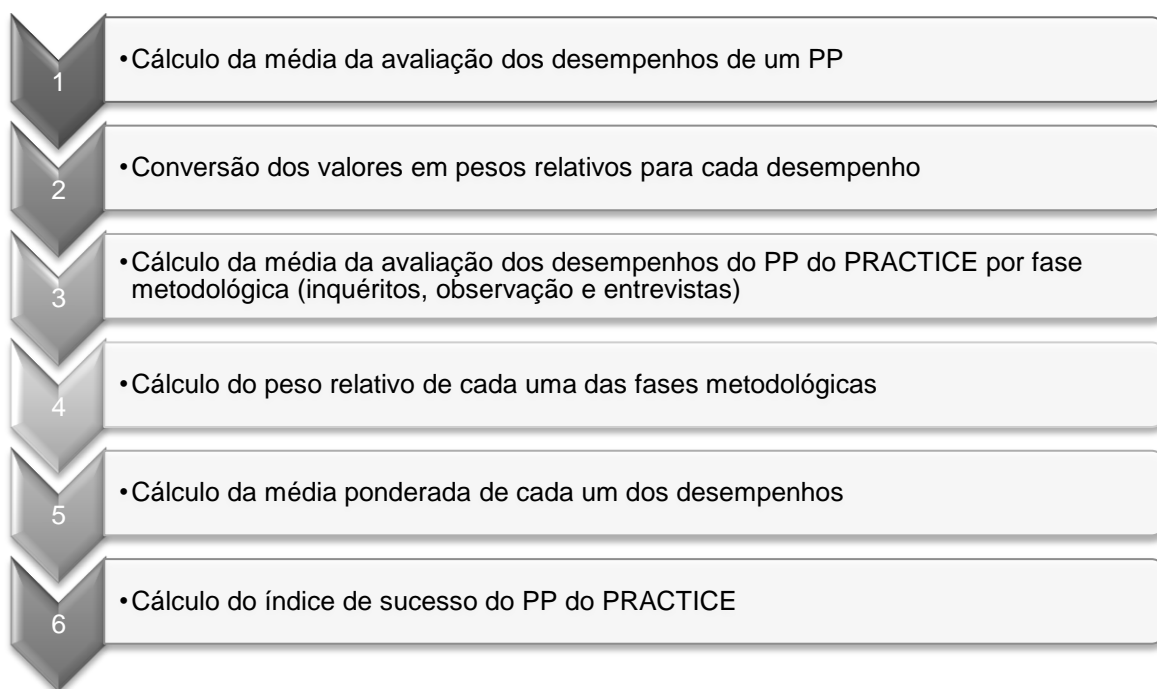 1
•Cálculo da média da avaliação dos desempenhos de um PP
2
•Conversão dos valores em pesos relativos para cada desempenho
3
•Cálculo da média da avaliação dos desempenhos do PP do PRACTICE por fase
metodológica (inquéritos, observação e entrevistas)
4
•Cálculo do peso relativo de cada uma das fases metodológicas
5
•Cálculo da média ponderada de cada um dos desempenhos
6
•Cálculo do índice de sucesso do PP do PRACTICE